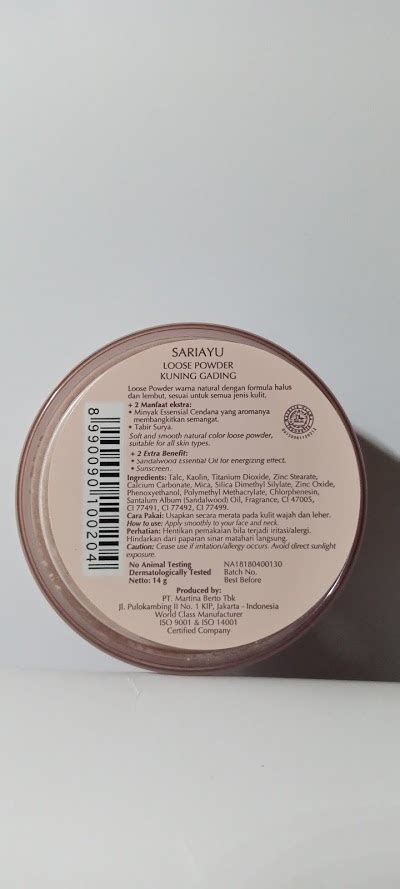 SARIAYU
LOOSE POWDER
KUNING GADING
Loose Powder warna natural dengan formula halus
dan lembut, sesuai untuk semua jenis kulit.
+ 2 Manfaat ekstra:
• Minyak Essensial Cendana yang aromanya
membangkitkan semangat.
• Tabir Surya.
Soft and smooth natural color loose powder,
suitable for all skin types.
+ 2 Extra Benefit:
• Sandalwood Essential Oil for energizing effect.
• Sunscreen.
Ingredients: Talc, Kaolin, Titanium Dioxide, Zinc Stearate,
Calcium Carbonate, Mica, Silica Dimethyl Silylate, Zinc Oxide,
Phenoxyethanol, Polymethyl Methacrylate, Chlorphenesin,
Santalum Album (Sandalwood) Oil, Fragrance, CI 47005,
CI 77491, CI 77492, CI 77499.
Cara Pakai: Usapkan secara merata pada kulit wajah dan leher.
How to use: Apply smoothly to your face and neck.
Perhatian: Hentikan pemakaian bila terjadi iritasi/alergi.
Hindarkan dari paparan sinar matahari langsung.
Caution: Cease use if irritation/allergy occurs. Avoid direct sunlight
exposure.
No Animal Testing NA18180400130
Dermatologically Tested Batch No.
Netto: 14 g Best Before
Produced by:
PT. Martina Berto Tbk
Jl. Pulokambing II No. 1 KIP, Jakarta - Indonesia
World Class Manufacturer
ISO 9001 & ISO 14001
Certified Company
8 999090 100204